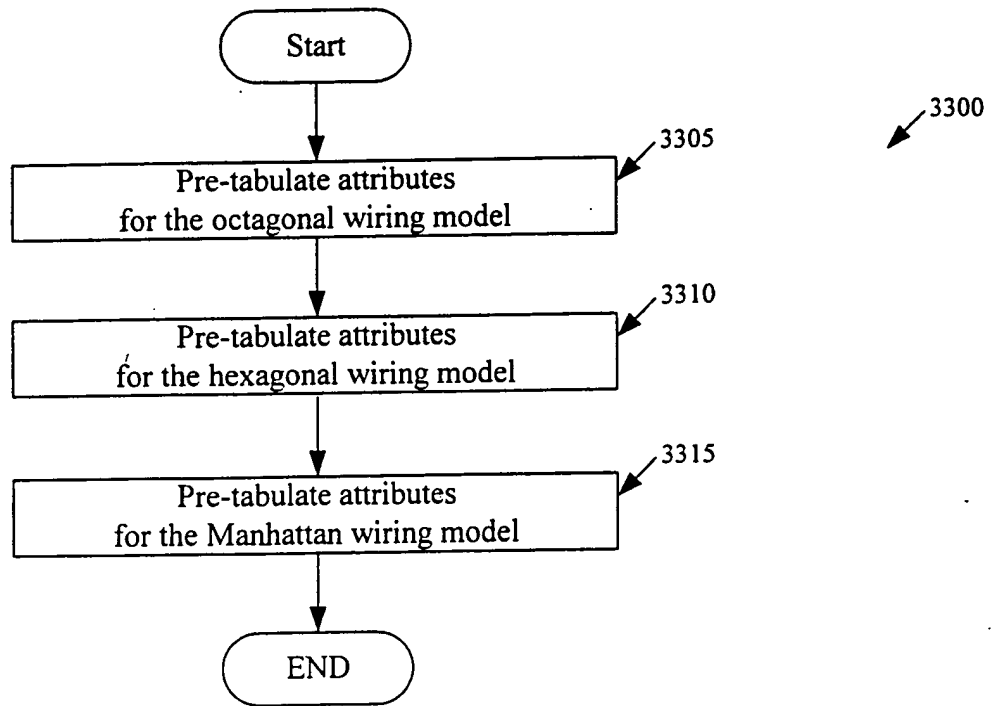 Start
3300
3305
Pre-tabulate attributes
for the octagonal wiring model
3310
Pre-tabulate attributes
for the hexagonal wiring model
3315
Pre-tabulate attributes
for the Manhattan wiring model
END